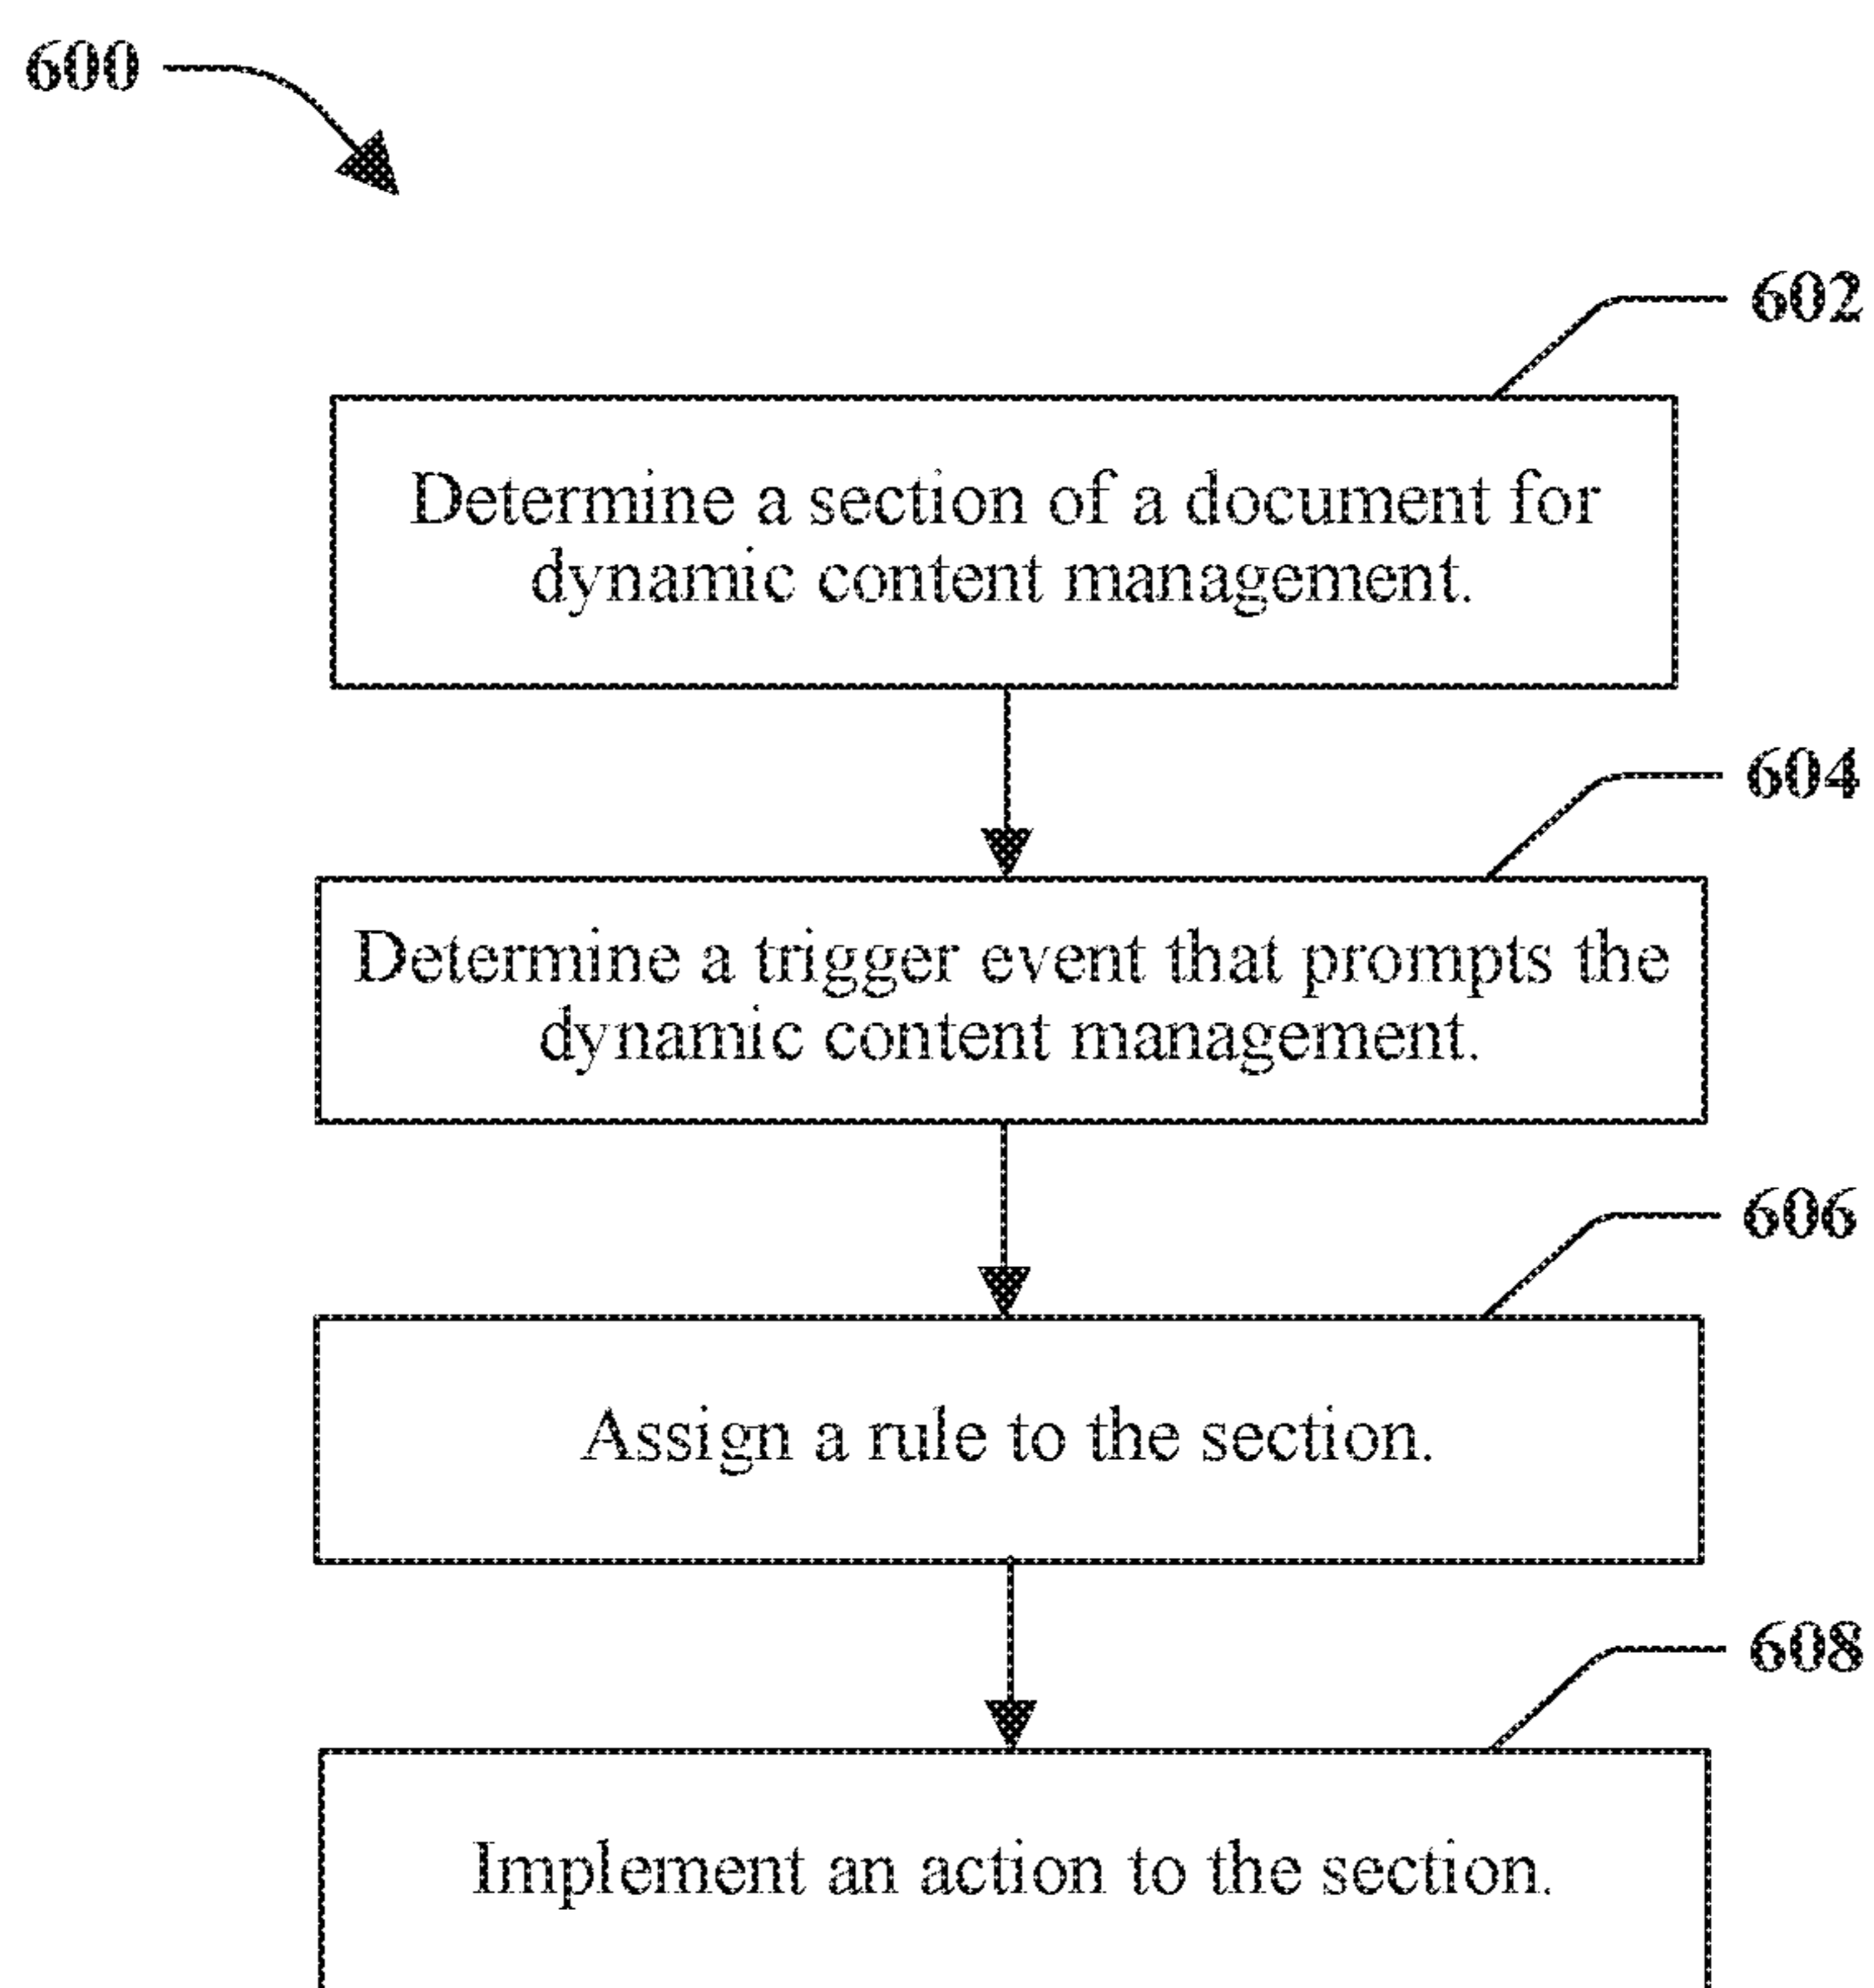 600
602
Determine a section of a document for
dynamic content management.
604
Determine a trigger event that prompts the
dynamic content management.
606
Assign a rule to the section.
608
Implement an action to the section.